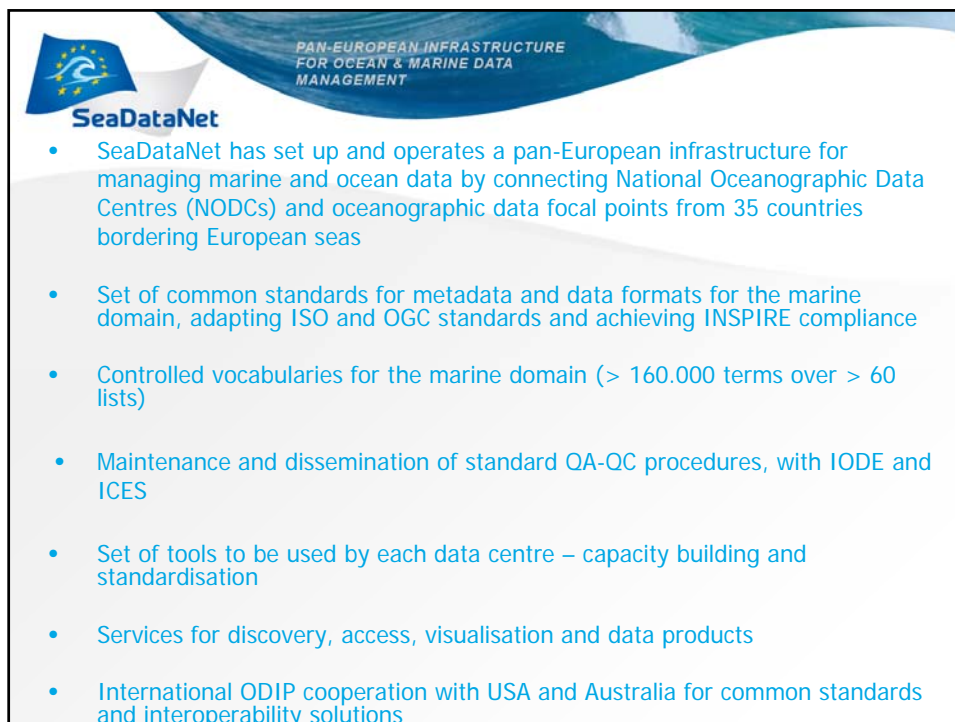 PAN-EUROPEAN INFRASTRUCTURE
FOR OCEAN & MARINE DATA
MANAGEMENT
SeaDataNet
• SeaDataNet has set up and operates a pan-European infrastructure for
managing marine and ocean data by connecting National Oceanographic Data
Centres (NODCs) and oceanographic data focal points from 35 countries
bordering European seas
• Set of common standards for metadata and data formats for the marine
domain, adapting ISO and OGC standards and achieving INSPIRE compliance
• Controlled vocabularies for the marine domain (> 160.000 terms over > 60
lists)
• Maintenance and dissemination of standard QA-QC procedures, with IODE and
ICES
• Set of tools to be used by each data centre – capacity building and
standardisation
• Services for discovery, access, visualisation and data products
• International ODIP cooperation with USA and Australia for common standards
and interoperability solutions